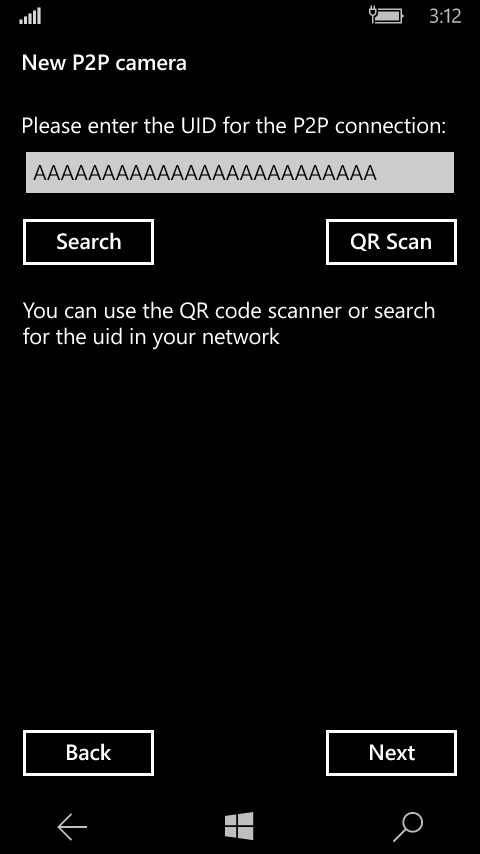 3:12
New P2P camera
Please enter the UID for the P2P connection:
AAAAAAAAAAAAAAAAAAAAAAAAA
Search
QR Scan
You can use the QR code scanner or search
for the uid in your network
Back
Next